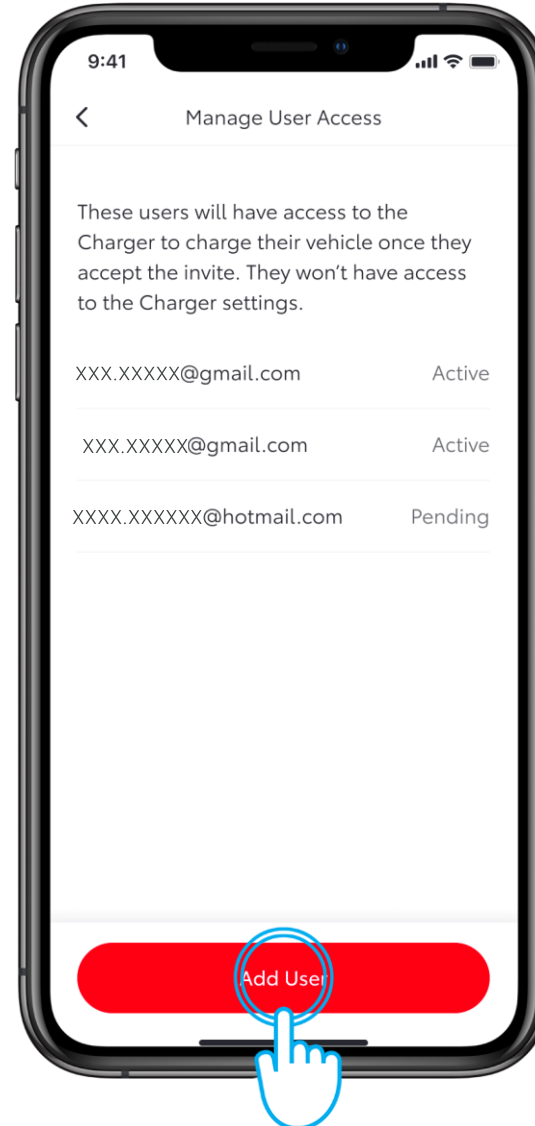 9:41
Manage User Access
These users will have access to the
Charger to charge their vehicle once they
accept the invite. They won't have access
to the Charger settings.
XXX.XXXXX@gmail.com Active
XXX.XXXXX@gmail.com Active
XXXX.XXXXXX@hotmail.com Pending
Add User